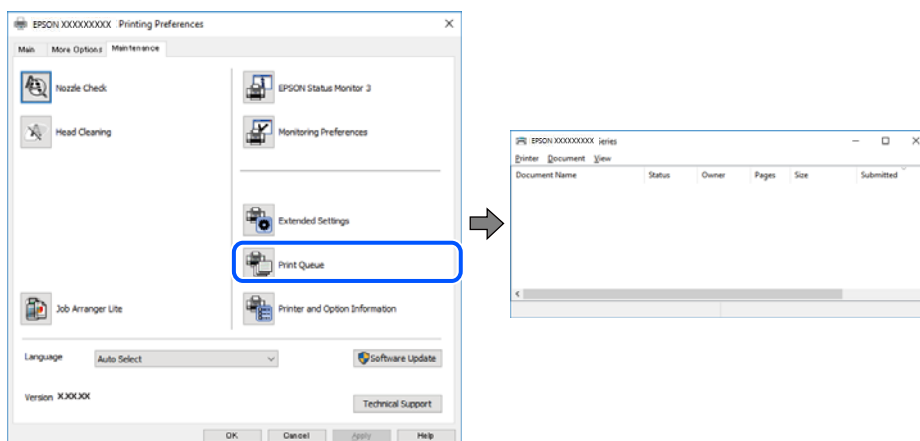 EPSON XXXXXXXXX Printing Preferences
Main More Options Maintenance
Nozzle Check
EPSON Status Monitor 3
Head Cleaning
Monitoring Preferences
Extended Settings
Print Queue
Job Arranger Lite
Printer and Option Information
Language Auto Select Software Update
Version X.XX.XX
Technical Support
OK Cancel Apply Help
EPSON XXXXXXXXX ieries
Printer Document View
Document Name Status Owner Pages Size Submitted